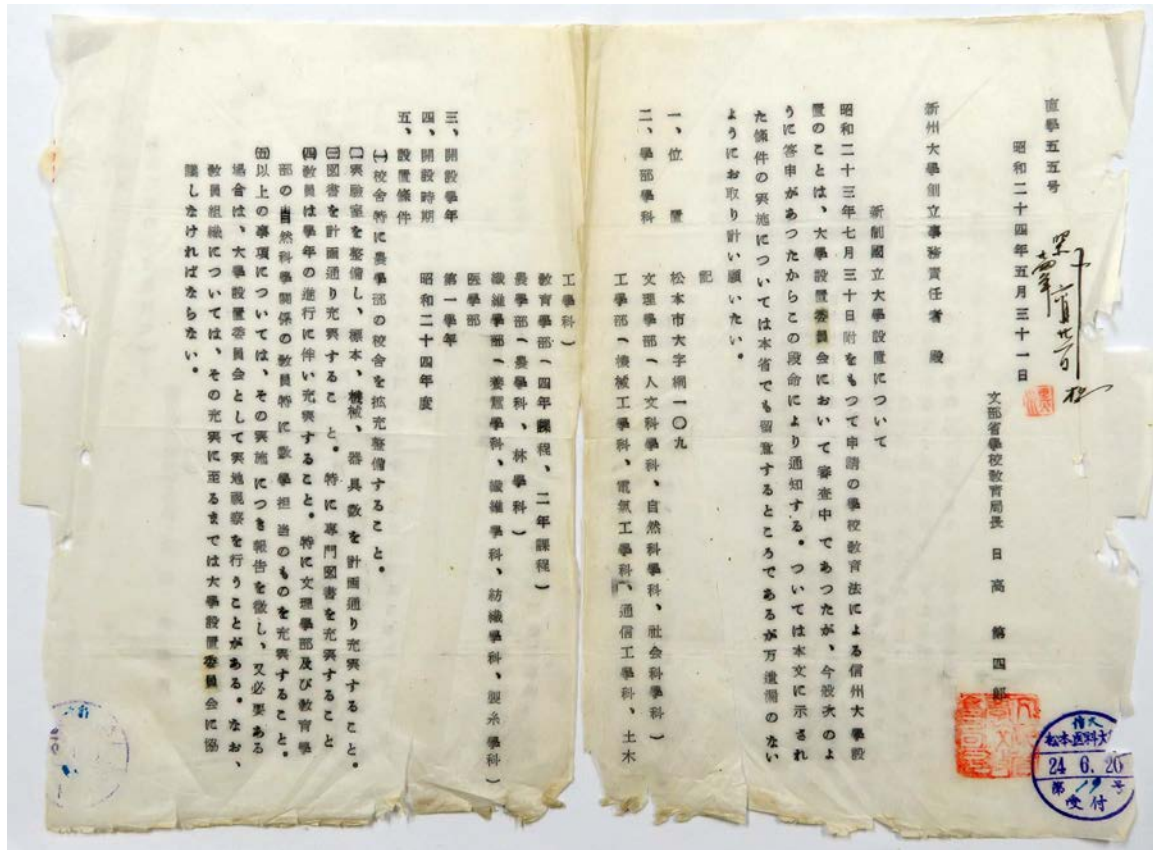 直學五五号
昭和二十四年五月三十一日
文部省學校教育局長 日高 第四郎
新州大學創立事務責任者 殿
新制國立大學設置について
昭和二十三年七月三十日附をもつて申請の學校教育法による信州大學設
置のことは、大學設置委員会において審査中であつたが、今般次のよ
うに答申があつたからこの段命により通知する。ついては本文に示され
た條件の実施については本省でも留意するところであるが万遺漏のない
ようにお取り計い願いたい。
記
一、位 置 松本市大字桐一〇九
二、學部學科 文理學部(人文科學科、自然科學科、社会科學科)
工學部(機械工學科、電氣工學科、通信工學科、土木
工學科)
教育學部(四年課程、二年課程)
農學部(農學科、林學科)
繊維學部(養蚕學科、繊維學科、紡織學科、製糸學科)
医學部
三、開設學年 第一學年
四、開設時期 昭和二十四年度
五、設置條件
(一)校舎特に農學部の校舎を拡充整備すること。
(二)実驗室を整備し、標本、機械、器具数を計画通り充実すること。
(三)図書を計画通り充実すること。特に専門図書を充実すること
(四)教員は學年の進行に伴い充実すること。特に文理學部及び教育學
部の自然科學関係の教員特に数學担当のものを充実すること。
(五)以上の事項については、その実施につき報告を徴し、又必要ある
場合は、大學設置委員会として実地視察を行うことがある。なお、
教員組織については、その充実に至るまでは大學設置委員会に協
議しなければならない。
信大
松本医科大
24 6. 20
第19号
受付